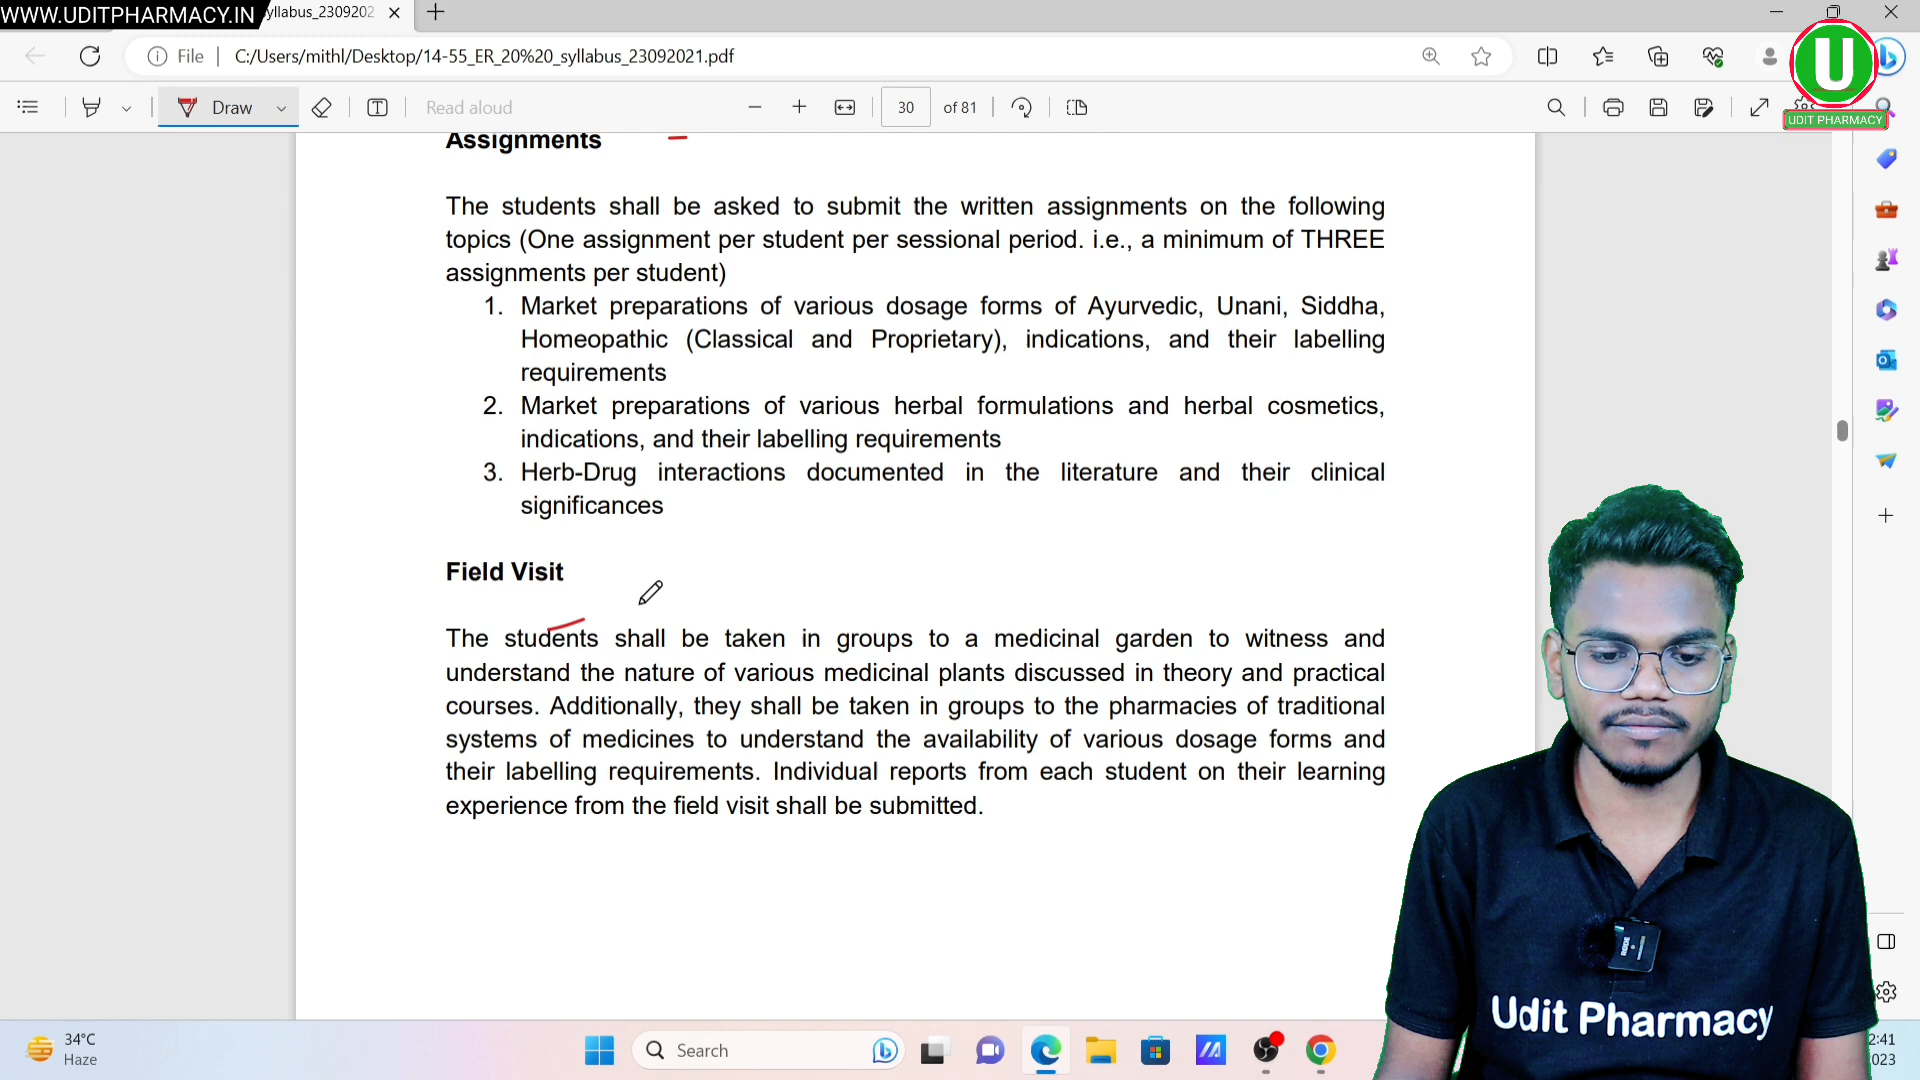 WWW.UDITPHARMACY.IN
yllabus_2309202
File
C:/Users/mithl/Desktop/14-55_ER_20%20_syllabus_23092021.pdf
Draw
Read aloud
30
of 81
U
UDIT PHARMACY
Assignments
The students shall be asked to submit the written assignments on the following
topics (One assignment per student per sessional period. i.e., a minimum of THREE
assignments per student)
1. Market preparations of various dosage forms of Ayurvedic, Unani, Siddha,
Homeopathic (Classical and Proprietary), indications, and their labelling
requirements
2. Market preparations of various herbal formulations and herbal cosmetics,
indications, and their labelling requirements
3. Herb-Drug interactions documented in the literature and their clinical
significances
Field Visit
The students shall be taken in groups to a medicinal garden to witness and
understand the nature of various medicinal plants discussed in theory and practical
courses. Additionally, they shall be taken in groups to the pharmacies of traditional
systems of medicines to understand the availability of various dosage forms and
their labelling requirements. Individual reports from each student on their learning
experience from the field visit shall be submitted.
Udit Pharmacy
34°C
Haze
Search
2:41
023